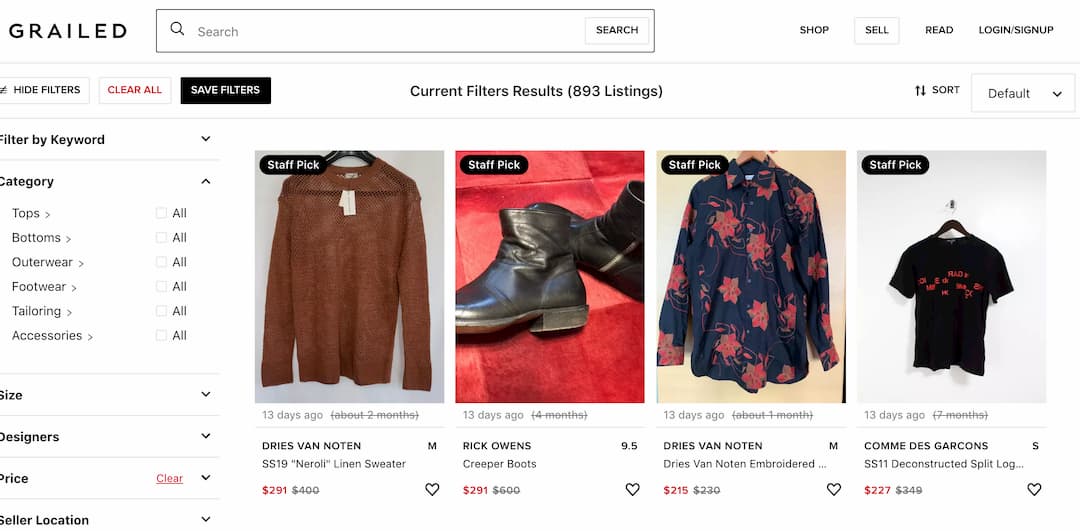 GRAILED
Search
SEARCH
SHOP
SELL
READ
LOGIN/SIGNUP
HIDE FILTERS
CLEAR ALL
SAVE FILTERS
Current Filters Results (893 Listings)
SORT
Default
Filter by Keyword
Category
Tops > All
Bottoms > All
Outerwear > All
Footwear > All
Tailoring > All
Accessories > All
Size
Designers
Price Clear
Seller Location
Staff Pick
13 days ago (about 2 months)
DRIES VAN NOTEN M
SS19 "Neroli" Linen Sweater
$291 $400
Staff Pick
13 days ago (4 months)
RICK OWENS 9.5
Creeper Boots
$291 $600
Staff Pick
13 days ago (about 1 month)
DRIES VAN NOTEN M
Dries Van Noten Embroidered ...
$215 $230
Staff Pick
13 days ago (7 months)
COMME DES GARCONS S
SS11 Deconstructed Split Log...
$227 $349